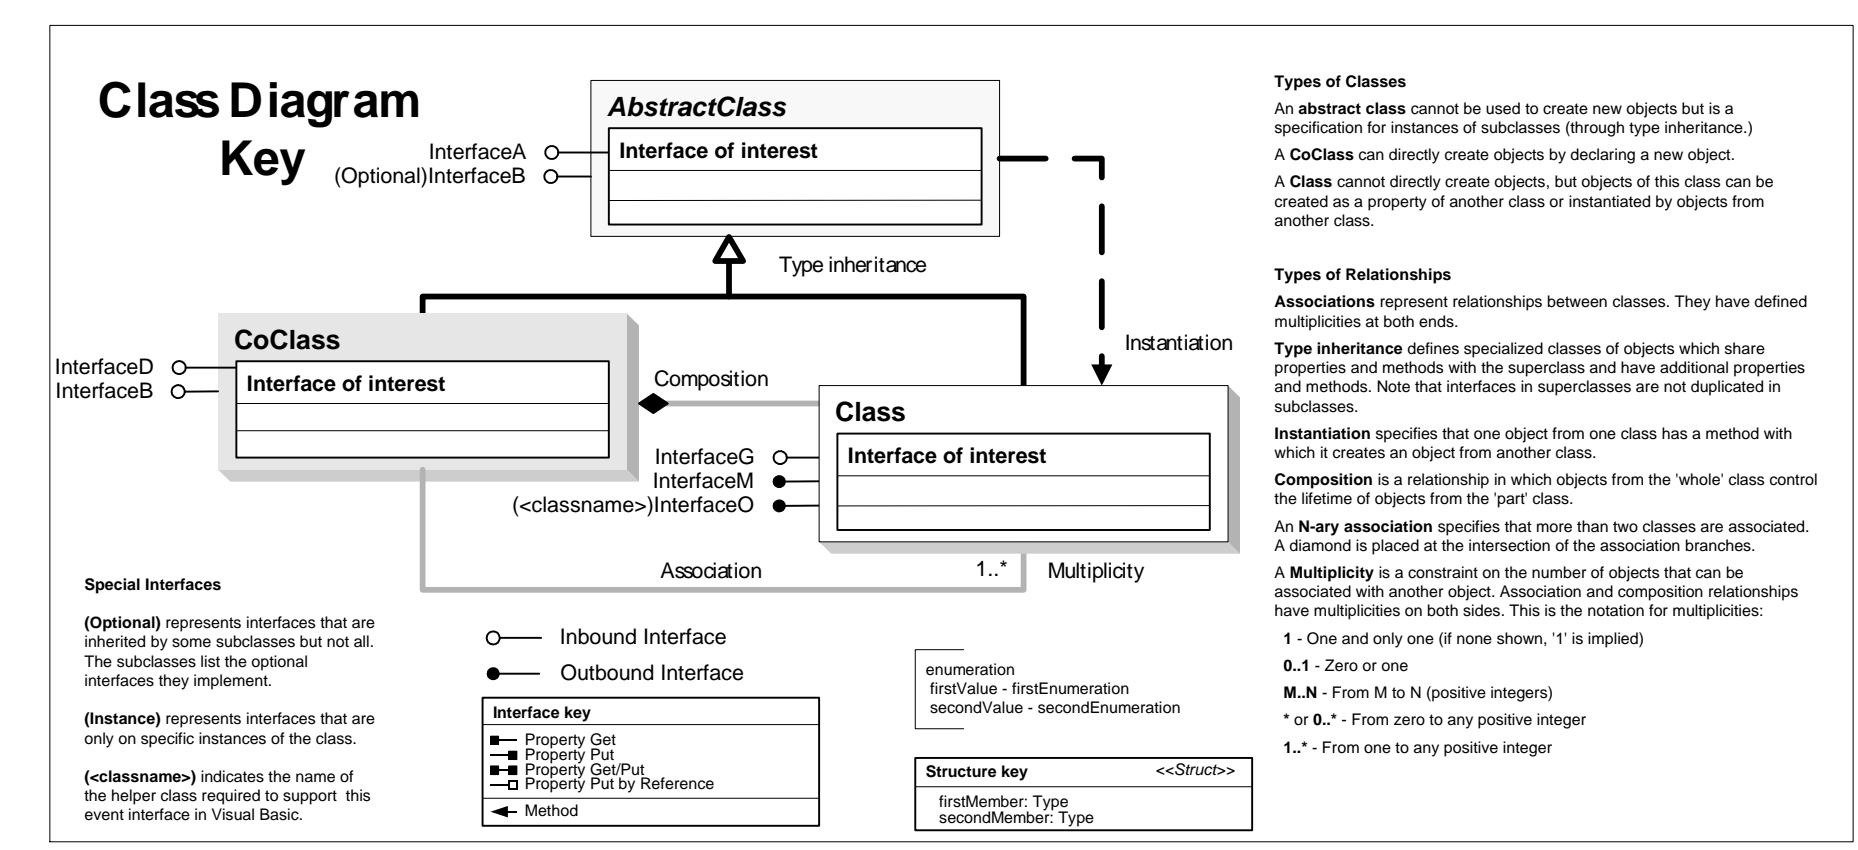 Class Diagram
Key
AbstractClass
Interface of interest
InterfaceA
(Optional)InterfaceB
Type inheritance
CoClass
Interface of interest
InterfaceD
InterfaceB
Composition
Instantiation
Class
Interface of interest
InterfaceG
InterfaceM
(<classname>)InterfaceO
Association
1..*
Multiplicity
Special Interfaces
(Optional) represents interfaces that are
inherited by some subclasses but not all.
The subclasses list the optional
interfaces they implement.
(Instance) represents interfaces that are
only on specific instances of the class.
(<classname>) indicates the name of
the helper class required to support this
event interface in Visual Basic.
Inbound Interface
Outbound Interface
Interface key
Property Get
Property Put
Property Get/Put
Property Put by Reference
Method
enumeration
firstValue - firstEnumeration
secondValue - secondEnumeration
Structure key <<Struct>>
firstMember: Type
secondMember: Type
Types of Classes
An abstract class cannot be used to create new objects but is a
specification for instances of subclasses (through type inheritance.)
A CoClass can directly create objects by declaring a new object.
A Class cannot directly create objects, but objects of this class can be
created as a property of another class or instantiated by objects from
another class.
Types of Relationships
Associations represent relationships between classes. They have defined
multiplicities at both ends.
Type inheritance defines specialized classes of objects which share
properties and methods with the superclass and have additional properties
and methods. Note that interfaces in superclasses are not duplicated in
subclasses.
Instantiation specifies that one object from one class has a method with
which it creates an object from another class.
Composition is a relationship in which objects from the 'whole' class control
the lifetime of objects from the 'part' class.
An N-ary association specifies that more than two classes are associated.
A diamond is placed at the intersection of the association branches.
A Multiplicity is a constraint on the number of objects that can be
associated with another object. Association and composition relationships
have multiplicities on both sides. This is the notation for multiplicities:
1 - One and only one (if none shown, '1' is implied)
0..1 - Zero or one
M..N - From M to N (positive integers)
* or 0..* - From zero to any positive integer
1..* - From one to any positive integer